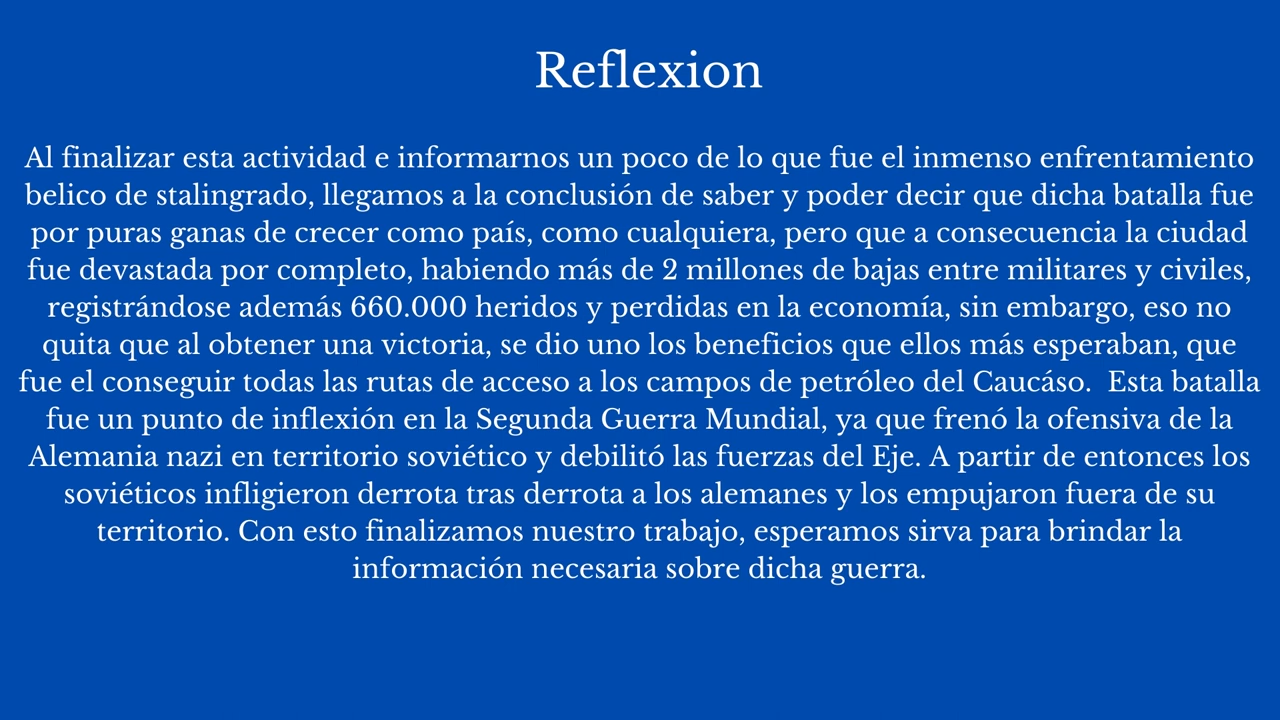 Reflexion
Al finalizar esta actividad e informarnos un poco de lo que fue el inmenso enfrentamiento
belico de stalingrado, llegamos a la conclusión de saber y poder decir que dicha batalla fue
por puras ganas de crecer como país, como cualquiera, pero que a consecuencia la ciudad
fue devastada por completo, habiendo más de 2 millones de bajas entre militares y civiles,
registrándose además 660.000 heridos y perdidas en la economía, sin embargo, eso no
quita que al obtener una victoria, se dio uno los beneficios que ellos más esperaban, que
fue el conseguir todas las rutas de acceso a los campos de petróleo del Caucáso.  Esta batalla
fue un punto de inflexión en la Segunda Guerra Mundial, ya que frenó la ofensiva de la
Alemania nazi en territorio soviético y debilitó las fuerzas del Eje. A partir de entonces los
soviéticos infligieron derrota tras derrota a los alemanes y los empujaron fuera de su
territorio. Con esto finalizamos nuestro trabajo, esperamos sirva para brindar la
información necesaria sobre dicha guerra.